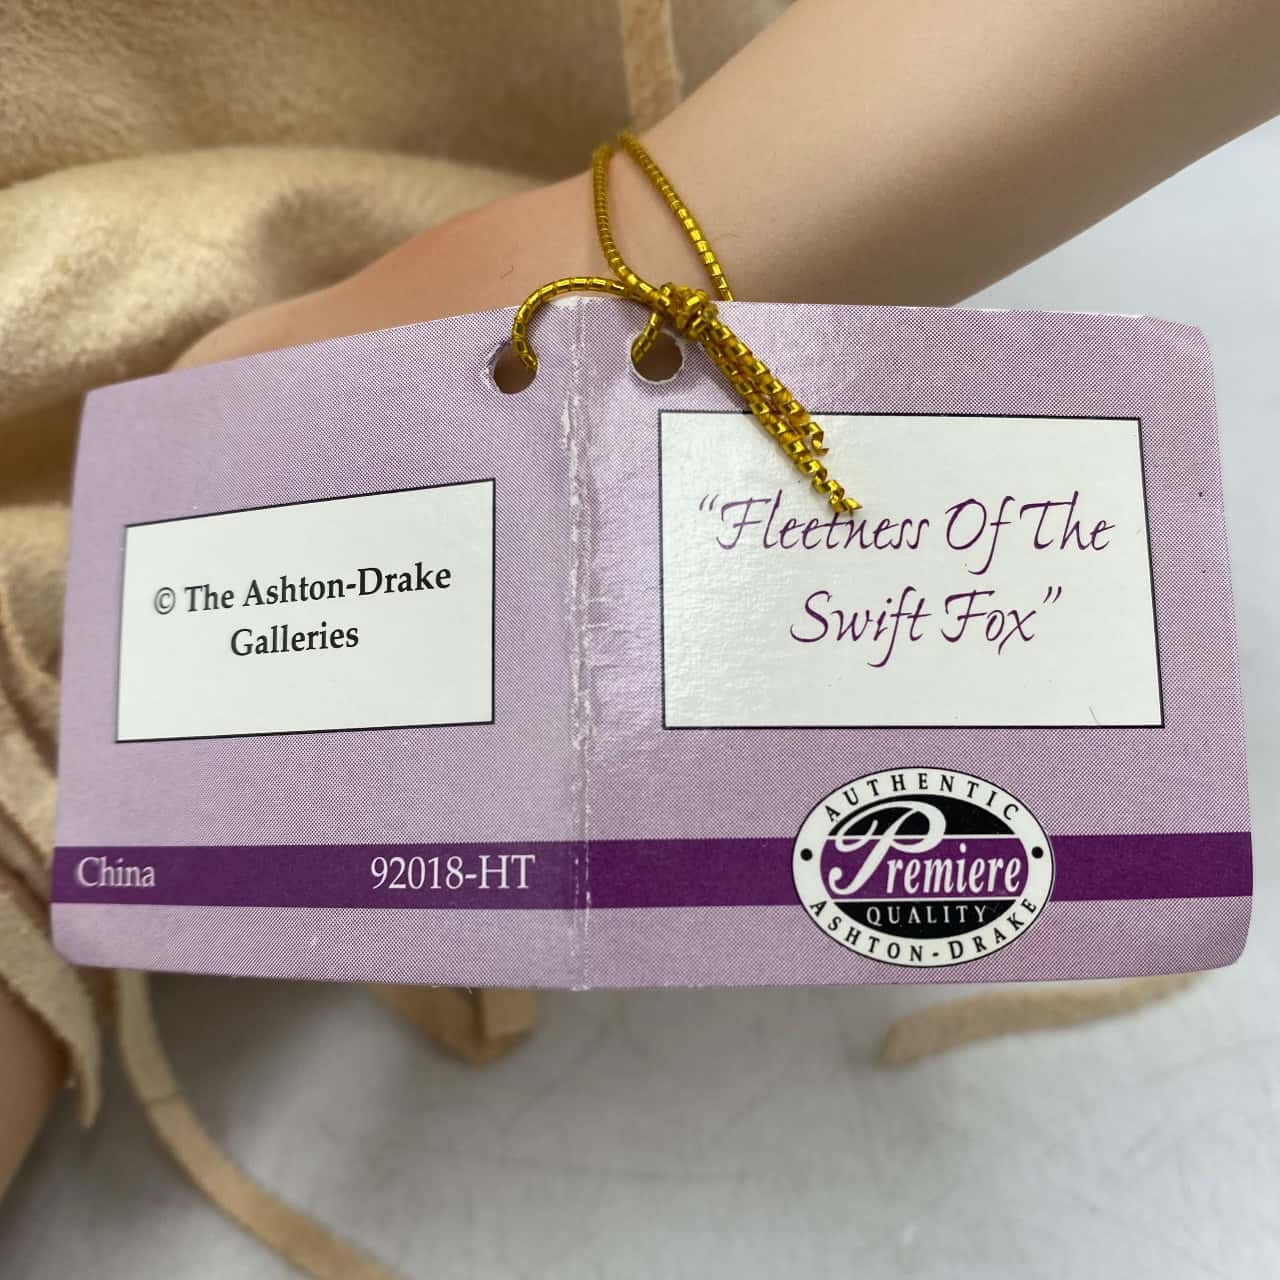 © The Ashton-Drake
Galleries
China
92018-HT
“Fleetness Of The
Swift Fox”
AUTHENTIC
Premiere
QUALITY
ASHTON-DRAKE